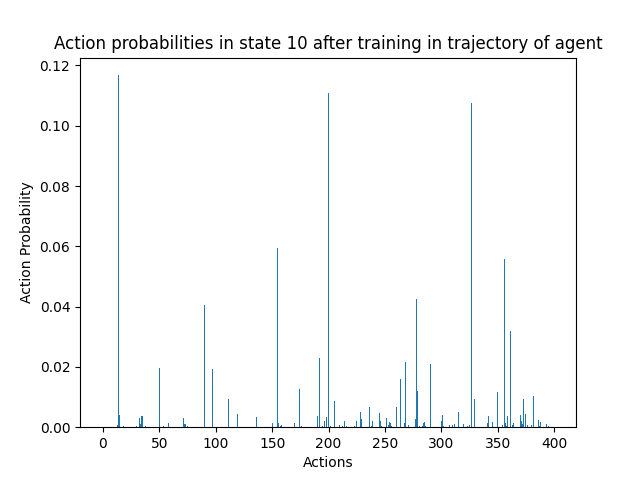 Action probabilities in state 10 after training in trajectory of agent
0.12
0.10
0.08
0.06
0.04
0.02
0.00
Action Probability
0 50 100 150 200 250 300 350 400
Actions